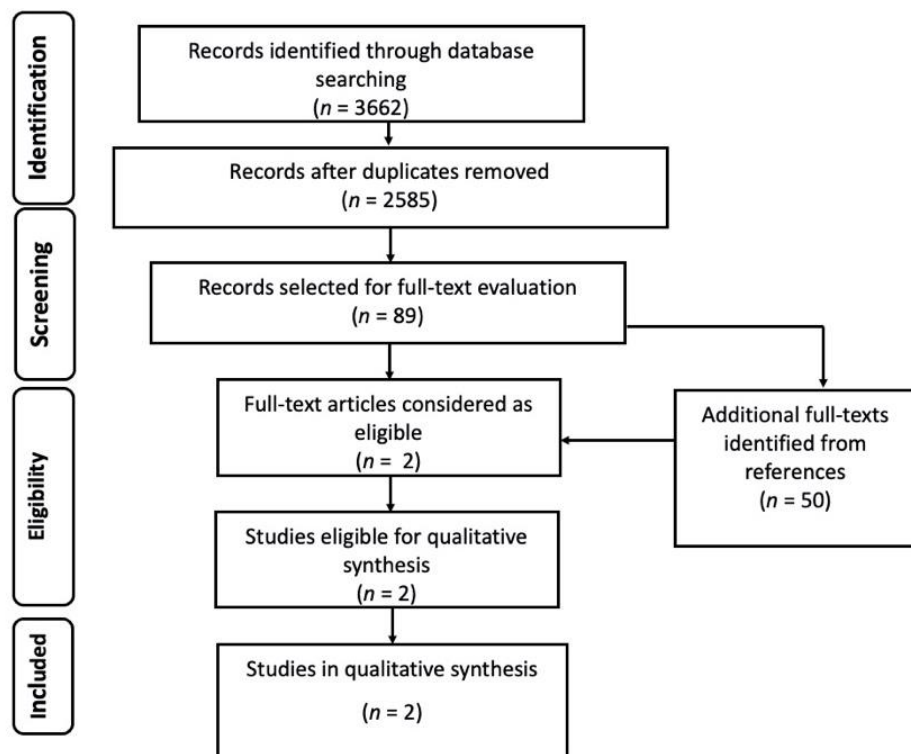 Identification
Records identified through database
searching
(n = 3662)
Records after duplicates removed
(n = 2585)
Screening
Records selected for full-text evaluation
(n = 89)
Eligibility
Full-text articles considered as
eligible
(n = 2)
Additional full-texts
identified from
references
(n = 50)
Studies eligible for qualitative
synthesis
(n = 2)
Included
Studies in qualitative synthesis
(n = 2)